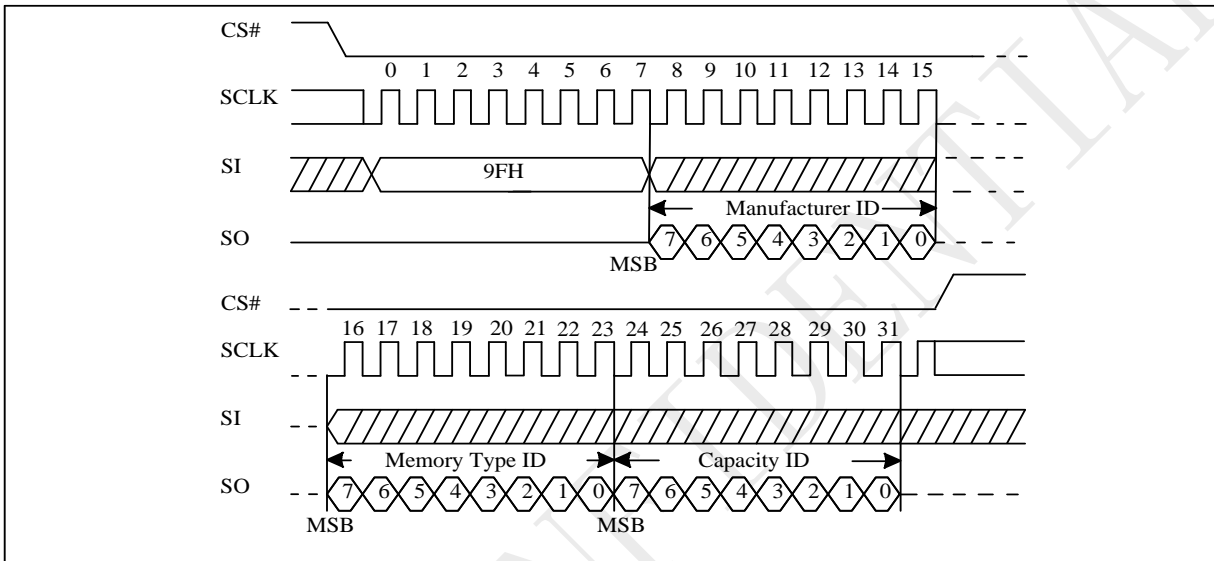 CS#
0 1 2 3 4 5 6 7 8 9 10 11 12 13 14 15
SCLK
SI
9FH
Manufacturer ID
SO
7 6 5 4 3 2 1 0
MSB
CS#
16 17 18 19 20 21 22 23 24 25 26 27 28 29 30 31
SCLK
SI
Memory Type ID Capacity ID
SO
7 6 5 4 3 2 1 0 7 6 5 4 3 2 1 0
MSB MSB